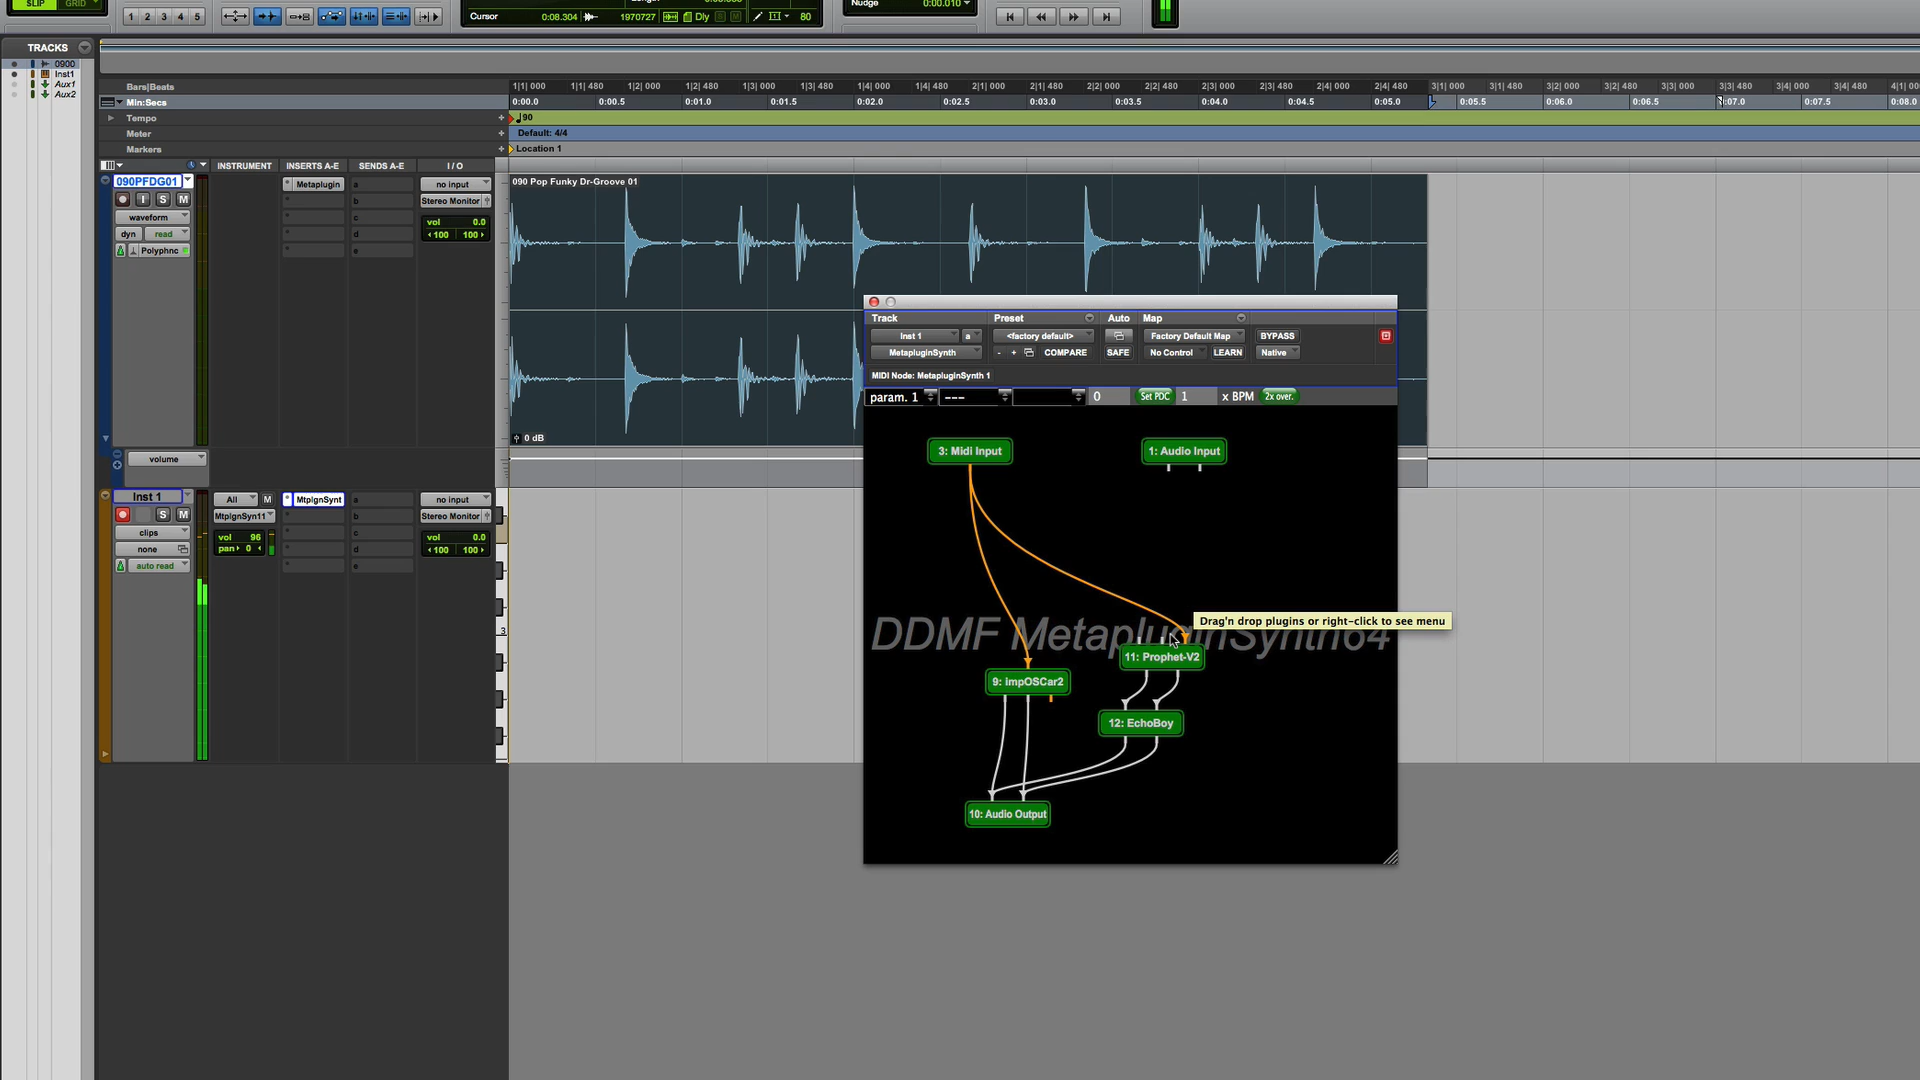 SLIP
GRID
1 2 3 4 5
Cursor 0:08.304 1970727 Dly 80
Nudge 0:00.010
TRACKS
0900
Inst1
Aux1
Aux2
Bars|Beats
1|1| 000 1|1| 480 1|2| 000 1|2| 480 1|3| 000 1|3| 480 1|4| 000 1|4| 480 2|1| 000 2|1| 480 2|2| 000 2|2| 480 2|3| 000 2|3| 480 2|4| 000 2|4| 480 3|1| 000 3|1| 480 3|2| 000 3|2| 480 3|3| 000 3|3| 480 3|4| 000 3|4| 480 4|1| 000
Min:Secs
0:00.0 0:00.5 0:01.0 0:01.5 0:02.0 0:02.5 0:03.0 0:03.5 0:04.0 0:04.5 0:05.0 0:05.5 0:06.0 0:06.5 0:07.0 0:07.5 0:08.0
Tempo
90
Meter
Default: 4/4
Markers
Location 1
INSTRUMENT INSERTS A-E SENDS A-E I / O
090PFDG01
I S M
waveform
dyn read
Polyphnc
Metaplugin
a
b
c
d
e
no input
Stereo Monitor
vol 0.0
100 100
090 Pop Funky Dr-Groove 01
0 dB
volume
Inst 1
S M
clips
none
auto read
All M
MtplgnSyn11
vol 96
pan 0
MtplgnSynt
a
b
c
d
e
no input
Stereo Monitor
vol 0.0
100 100
3
Track Preset Auto Map
Inst 1 a <factory default> Factory Default Map BYPASS
MetapluginSynth - + COMPARE SAFE No Control LEARN Native
MIDI Node: MetapluginSynth 1
param. 1 --- 0 Set PDC 1 x BPM 2x over.
3: Midi Input
1: Audio Input
Drag'n drop plugins or right-click to see menu
DDMF MetapluginSynth64
11: Prophet-V2
9: impOSCar2
12: EchoBoy
10: Audio Output